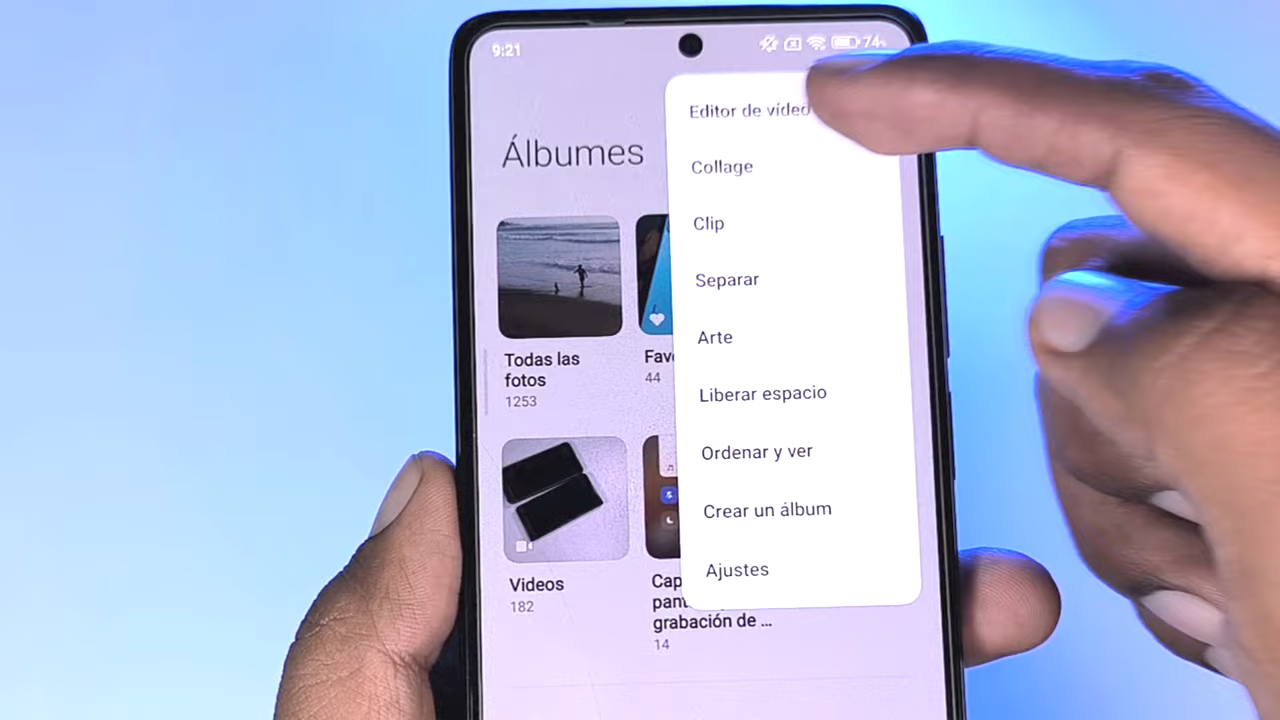 9:21
74%
Álbumes
Editor de vídeo
Collage
Clip
Separar
Arte
Liberar espacio
Ordenar y ver
Crear un álbum
Ajustes
Todas las
fotos
1253
Fav
44
Videos
182
Cap
pant
grabación de ...
14